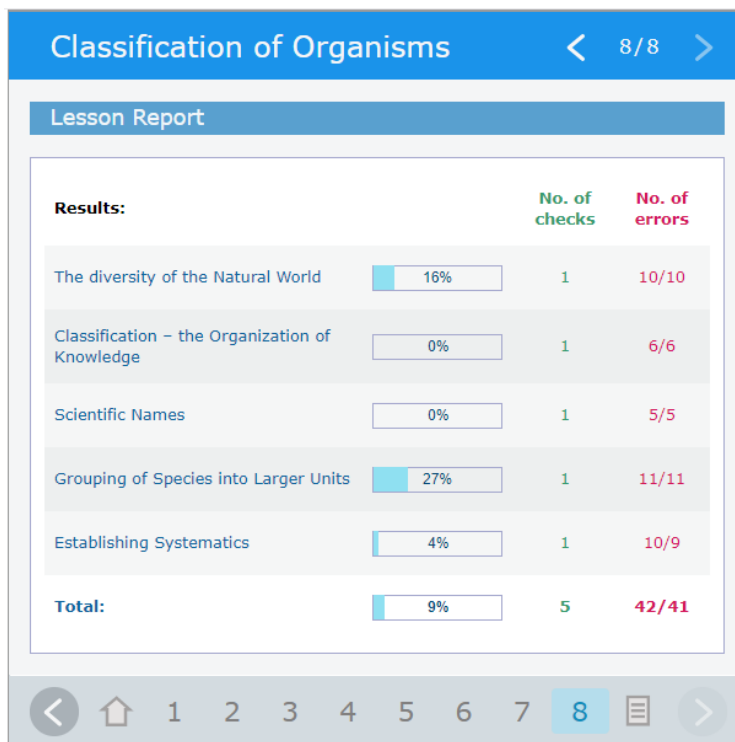 Classification of Organisms 8/8
Lesson Report
Results: No. of checks No. of errors
The diversity of the Natural World 16% 1 10/10
Classification – the Organization of Knowledge 0% 1 6/6
Scientific Names 0% 1 5/5
Grouping of Species into Larger Units 27% 1 11/11
Establishing Systematics 4% 1 10/9
Total: 9% 5 42/41
1 2 3 4 5 6 7 8